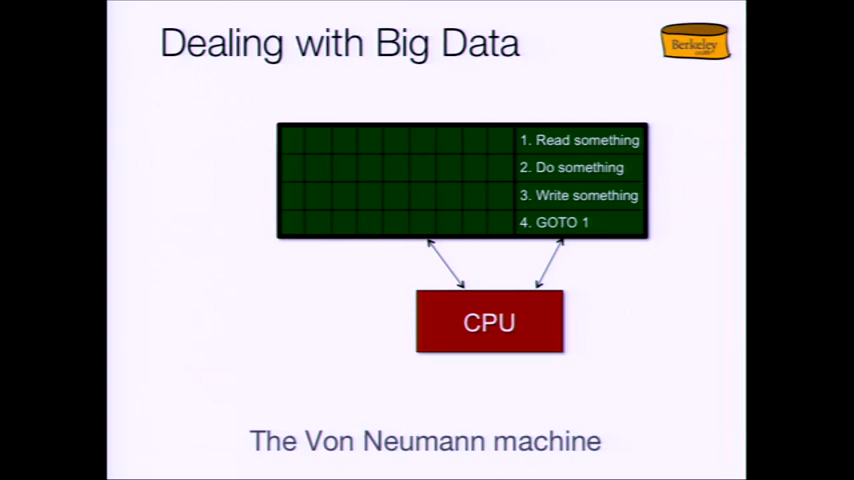 Dealing with Big Data
Berkeley
1. Read something
2. Do something
3. Write something
4. GOTO 1
CPU
The Von Neumann machine